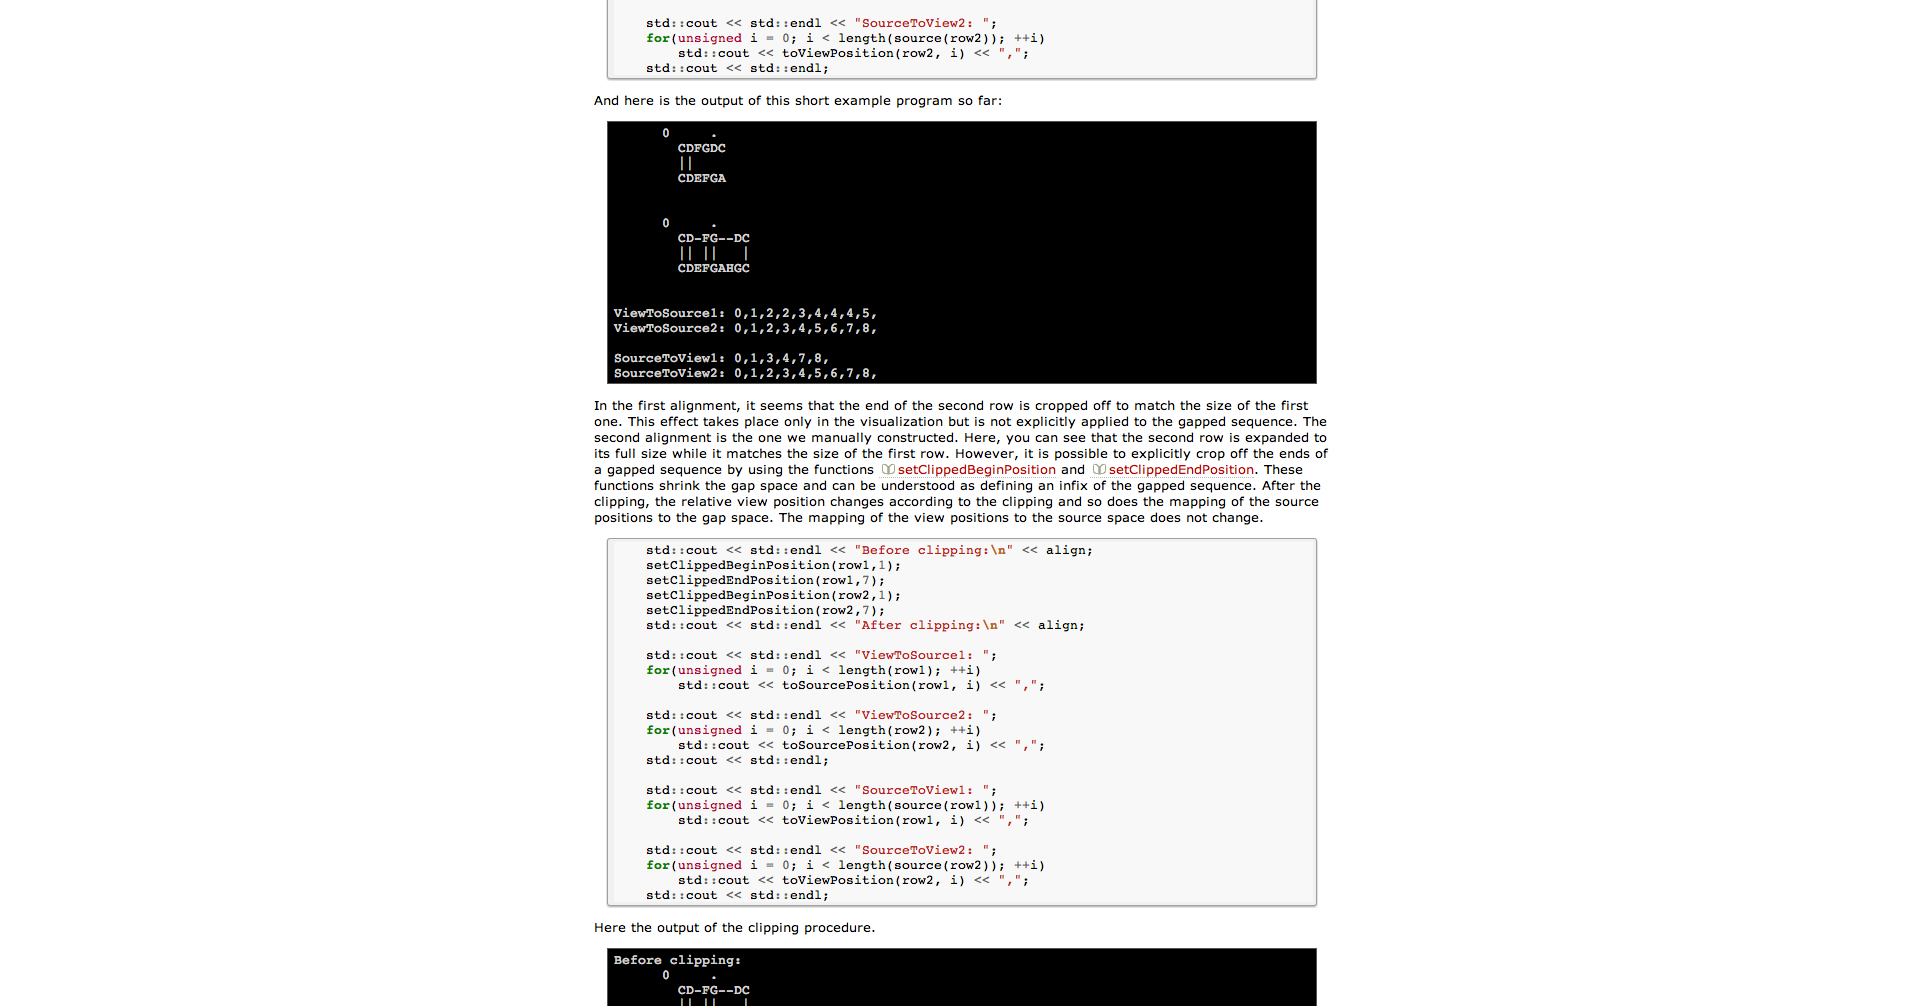 std::cout << std::endl << "SourceToView2: ";
for(unsigned i = 0; i < length(source(row2)); ++i)
std::cout << toViewPosition(row2, i) << ",";
std::cout << std::endl;
And here is the output of this short example program so far:
0 .
CDFGDC
||
CDEFGA
0 .
CD-FG--DC
|| || |
CDEFGAHGC
ViewToSource1: 0,1,2,2,3,4,4,4,5,
ViewToSource2: 0,1,2,3,4,5,6,7,8,
SourceToView1: 0,1,3,4,7,8,
SourceToView2: 0,1,2,3,4,5,6,7,8,
In the first alignment, it seems that the end of the second row is cropped off to match the size of the first
one. This effect takes place only in the visualization but is not explicitly applied to the gapped sequence. The
second alignment is the one we manually constructed. Here, you can see that the second row is expanded to
its full size while it matches the size of the first row. However, it is possible to explicitly crop off the ends of
a gapped sequence by using the functions setClippedBeginPosition and setClippedEndPosition. These
functions shrink the gap space and can be understood as defining an infix of the gapped sequence. After the
clipping, the relative view position changes according to the clipping and so does the mapping of the source
positions to the gap space. The mapping of the view positions to the source space does not change.
std::cout << std::endl << "Before clipping:\n" << align;
setClippedBeginPosition(row1,1);
setClippedEndPosition(row1,7);
setClippedBeginPosition(row2,1);
setClippedEndPosition(row2,7);
std::cout << std::endl << "After clipping:\n" << align;
std::cout << std::endl << "ViewToSource1: ";
for(unsigned i = 0; i < length(row1); ++i)
std::cout << toSourcePosition(row1, i) << ",";
std::cout << std::endl << "ViewToSource2: ";
for(unsigned i = 0; i < length(row2); ++i)
std::cout << toSourcePosition(row2, i) << ",";
std::cout << std::endl;
std::cout << std::endl << "SourceToView1: ";
for(unsigned i = 0; i < length(source(row1)); ++i)
std::cout << toViewPosition(row1, i) << ",";
std::cout << std::endl << "SourceToView2: ";
for(unsigned i = 0; i < length(source(row2)); ++i)
std::cout << toViewPosition(row2, i) << ",";
std::cout << std::endl;
Here the output of the clipping procedure.
Before clipping:
0 .
CD-FG--DC
|| || |